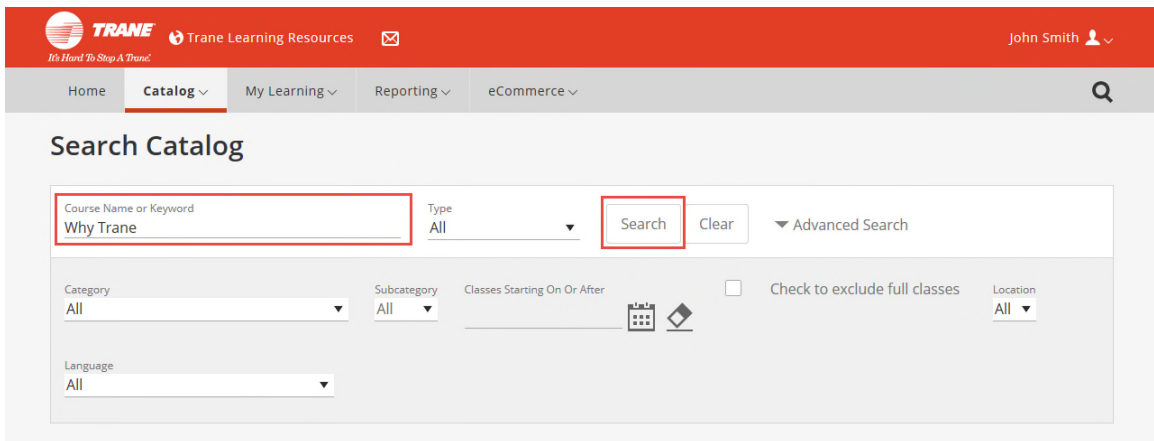 TRANE
It's Hard To Stop A Trane.
Trane Learning Resources
John Smith
Home Catalog My Learning Reporting eCommerce
Search Catalog
Course Name or Keyword Type
Why Trane All Search Clear Advanced Search
Category Subcategory Classes Starting On Or After Check to exclude full classes Location
All All All
Language
All